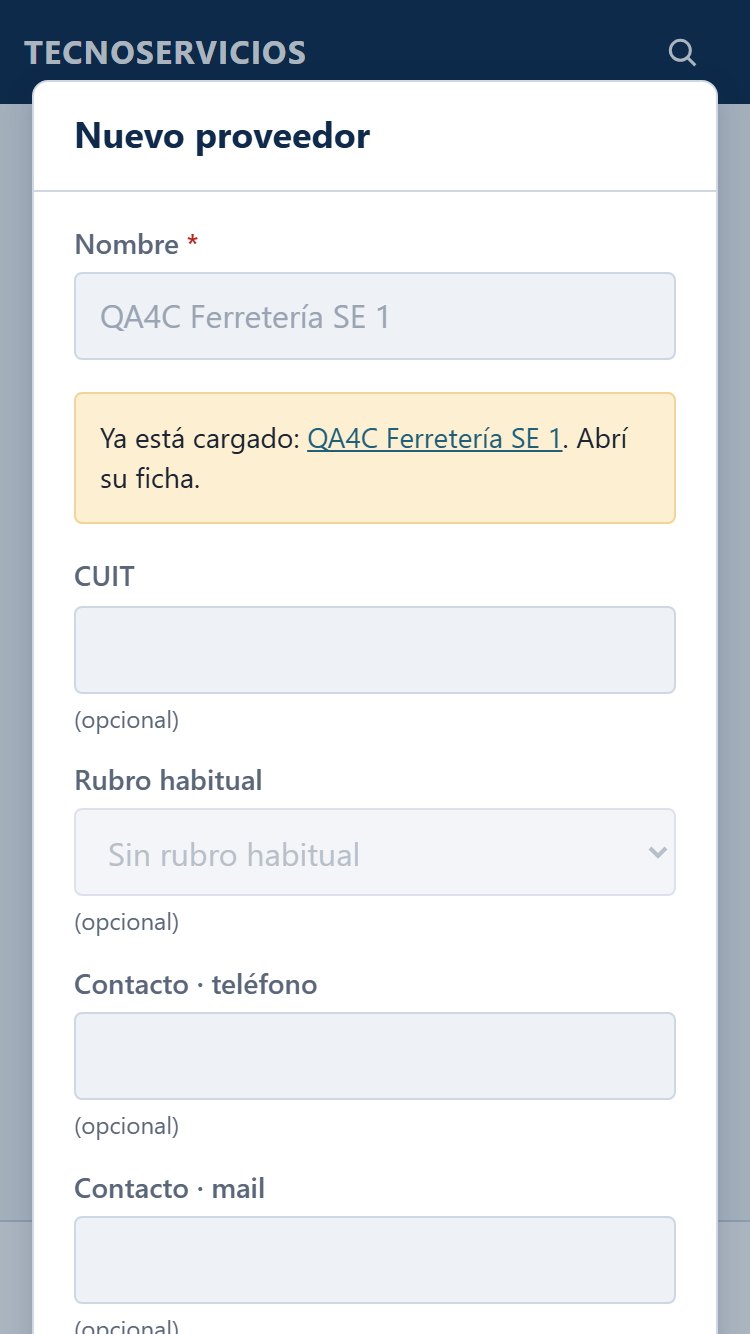 TECNOSERVICIOS
Nuevo proveedor
Nombre *
QA4C Ferretería SE 1
Ya está cargado: QA4C Ferretería SE 1. Abrí
su ficha.
CUIT
(opcional)
Rubro habitual
Sin rubro habitual
(opcional)
Contacto · teléfono
(opcional)
Contacto · mail
(opcional)